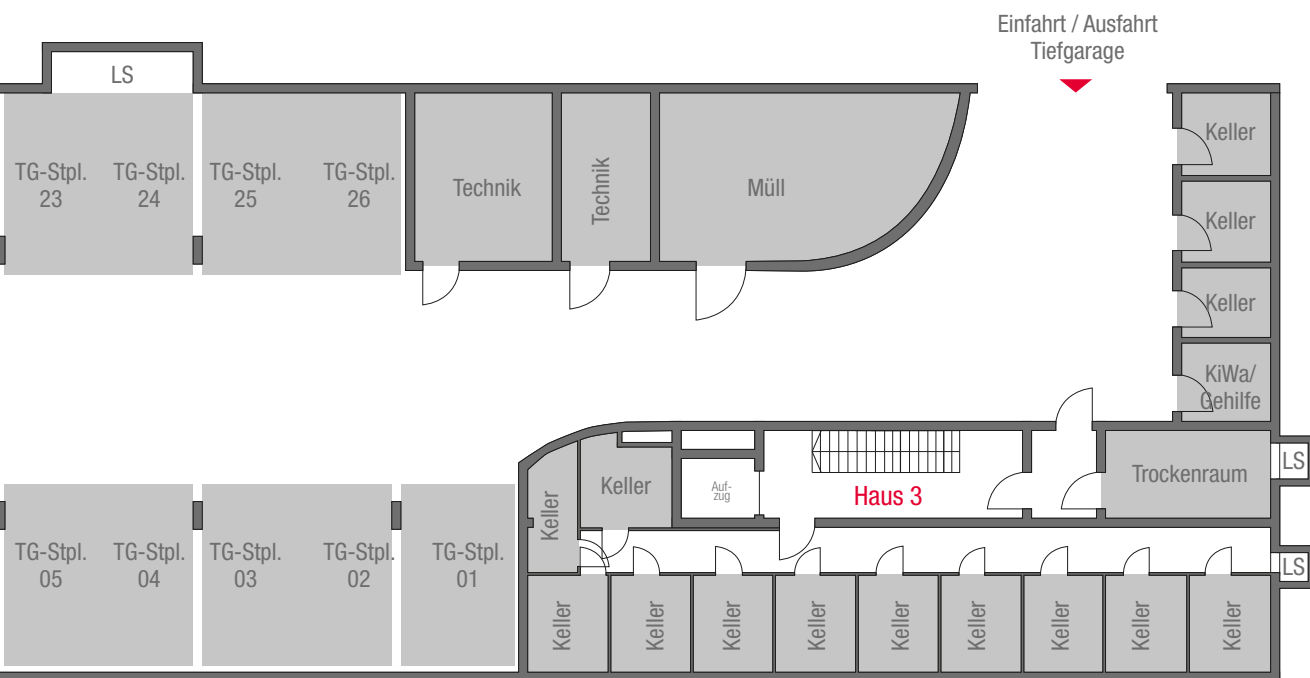 Einfahrt / Ausfahrt
Tiefgarage
LS
TG-Stpl.
23
TG-Stpl.
24
TG-Stpl.
25
TG-Stpl.
26
Technik
Technik
Müll
Keller
Keller
Keller
KiWa/
Gehilfe
Keller
Keller
Auf-
zug
Haus 3
Trockenraum
LS
TG-Stpl.
05
TG-Stpl.
04
TG-Stpl.
03
TG-Stpl.
02
TG-Stpl.
01
LS
Keller
Keller
Keller
Keller
Keller
Keller
Keller
Keller
Keller